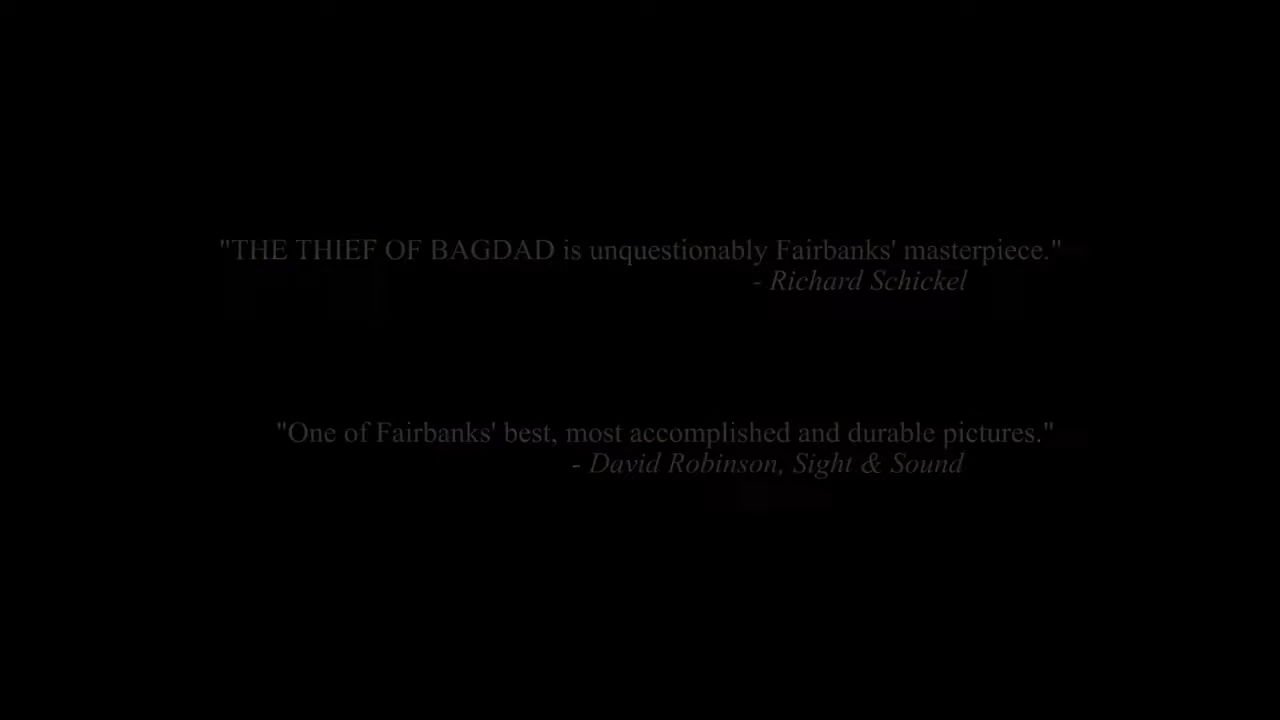 "THE THIEF OF BAGDAD is unquestionably Fairbanks' masterpiece."
- Richard Schickel
"One of Fairbanks' best, most accomplished and durable pictures."
- David Robinson, Sight & Sound